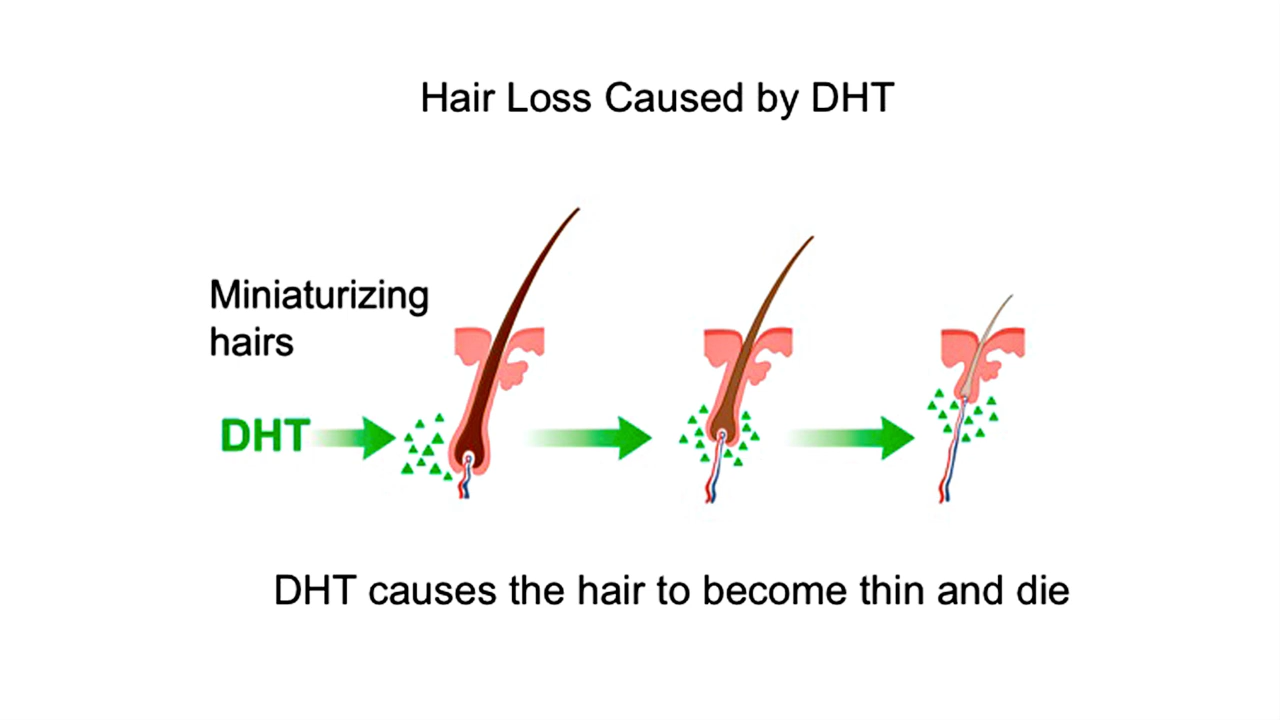 Hair Loss Caused by DHT
Miniaturizing
hairs
DHT
DHT causes the hair to become thin and die